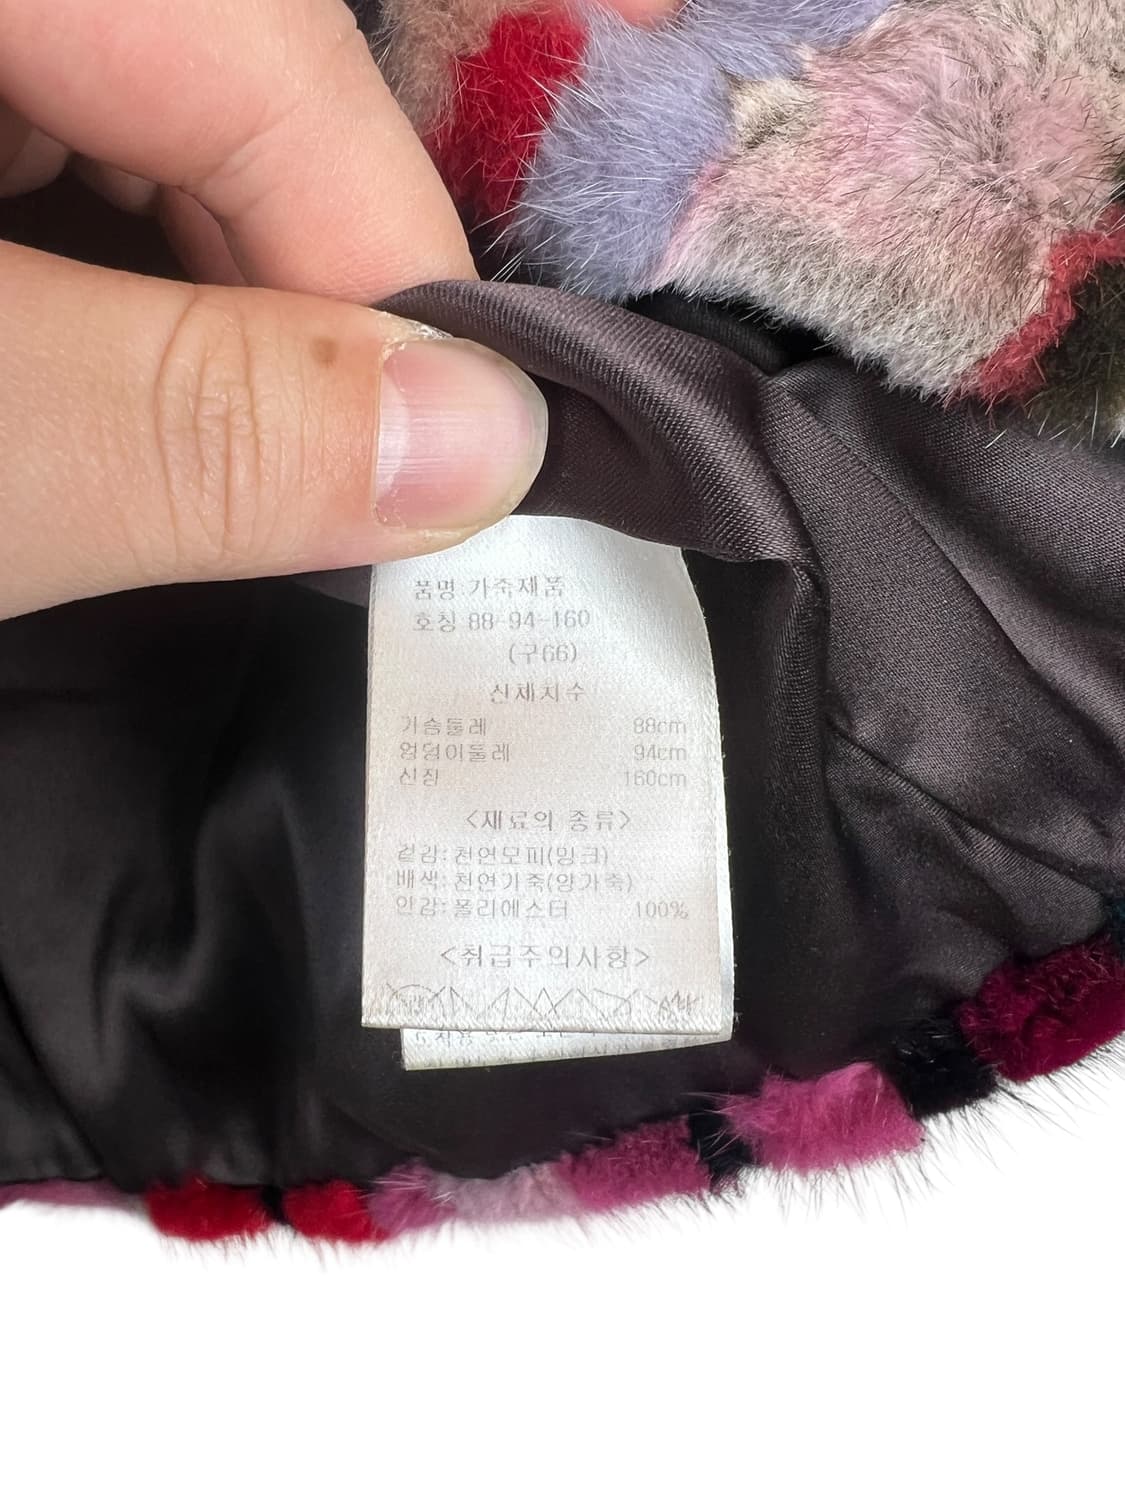 품명:가죽제품
호칭 88-94-160
(구66)
신체치수
가슴둘레 88cm
엉덩이둘레 94cm
신장 160cm
<재료의 종류>
겉감:천연모피(밍크)
배색:천연가죽(양가죽)
안감:폴리에스터 100%
<취급주의사항>